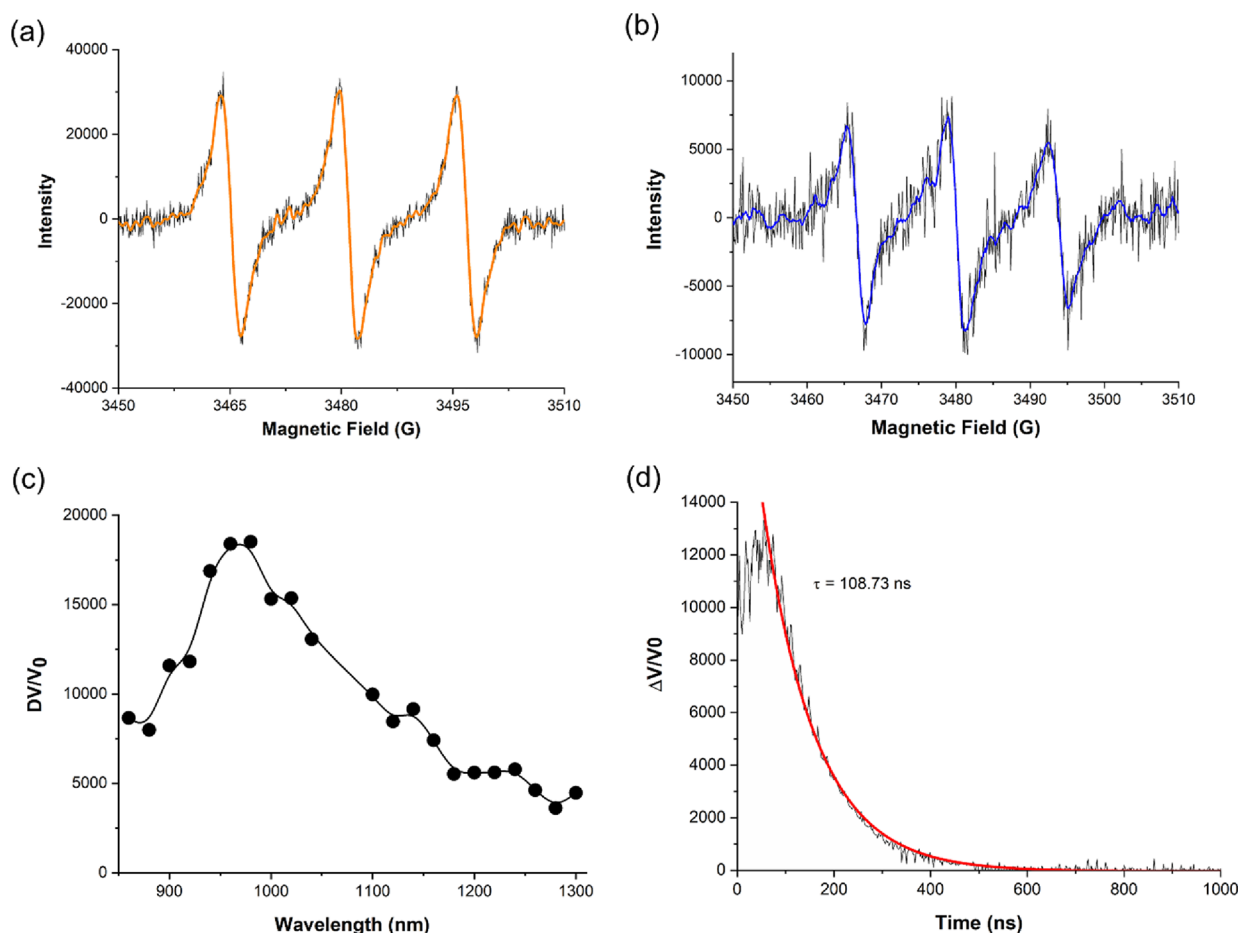 (a)
40000
20000
0
-20000
-40000
Intensity
3450 3465 3480 3495 3510
Magnetic Field (G)
(b)
10000
5000
0
-5000
-10000
Intensity
3450 3460 3470 3480 3490 3500 3510
Magnetic Field (G)
(c)
20000
15000
10000
5000
0
DV/V₀
900 1000 1100 1200 1300
Wavelength (nm)
(d)
14000
12000
10000
8000
6000
4000
2000
0
ΔV/V0
τ = 108.73 ns
0 200 400 600 800 1000
Time (ns)